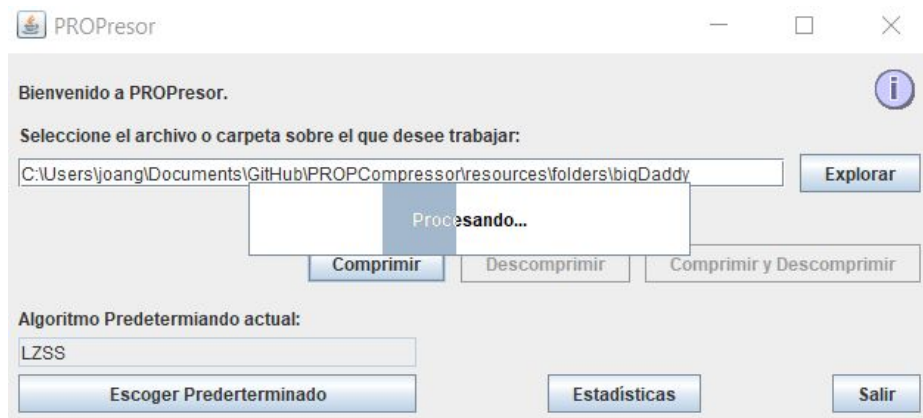 PROPresor
Bienvenido a PROPresor.
Seleccione el archivo o carpeta sobre el que desee trabajar:
C:\Users\joang\Documents\GitHub\PROPCompressor\resources\folders\bigDaddy
Explorar
Procesando...
Comprimir
Descomprimir
Comprimir y Descomprimir
Algoritmo Predetermiando actual:
LZSS
Escoger Prederterminado
Estadísticas
Salir